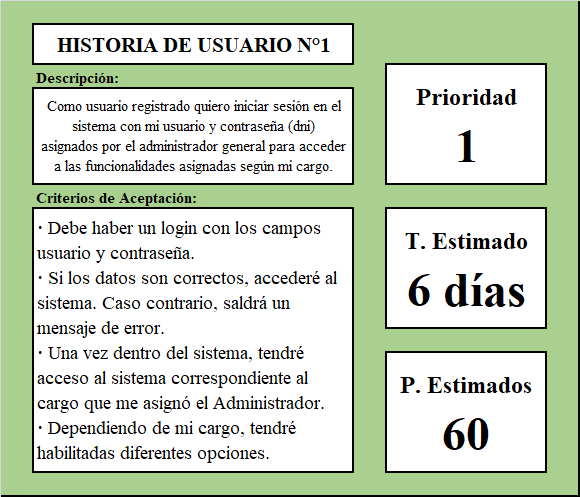 HISTORIA DE USUARIO N°1
Descripción:
Como usuario registrado quiero iniciar sesión en el
sistema con mi usuario y contraseña (dni)
asignados por el administrador general para acceder
a las funcionalidades asignadas según mi cargo.
Criterios de Aceptación:
· Debe haber un login con los campos
usuario y contraseña.
· Si los datos son correctos, accederé al
sistema. Caso contrario, saldrá un
mensaje de error.
· Una vez dentro del sistema, tendré
acceso al sistema correspondiente al
cargo que me asignó el Administrador.
· Dependiendo de mi cargo, tendré
habilitadas diferentes opciones.
Prioridad
1
T. Estimado
6 días
P. Estimados
60